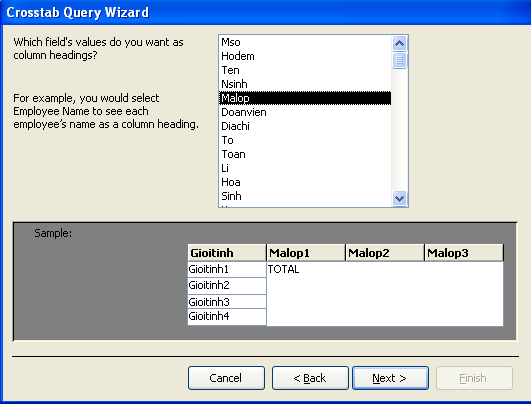 Crosstab Query Wizard
Which field's values do you want as
column headings?
For example, you would select
Employee Name to see each
employee's name as a column heading.
Mso
Hodem
Ten
Nsinh
Malop
Doanvien
Diachi
To
Toan
Li
Hoa
Sinh
Sample:
Gioitinh Malop1 Malop2 Malop3
Gioitinh1 TOTAL
Gioitinh2
Gioitinh3
Gioitinh4
Cancel < Back Next > Finish